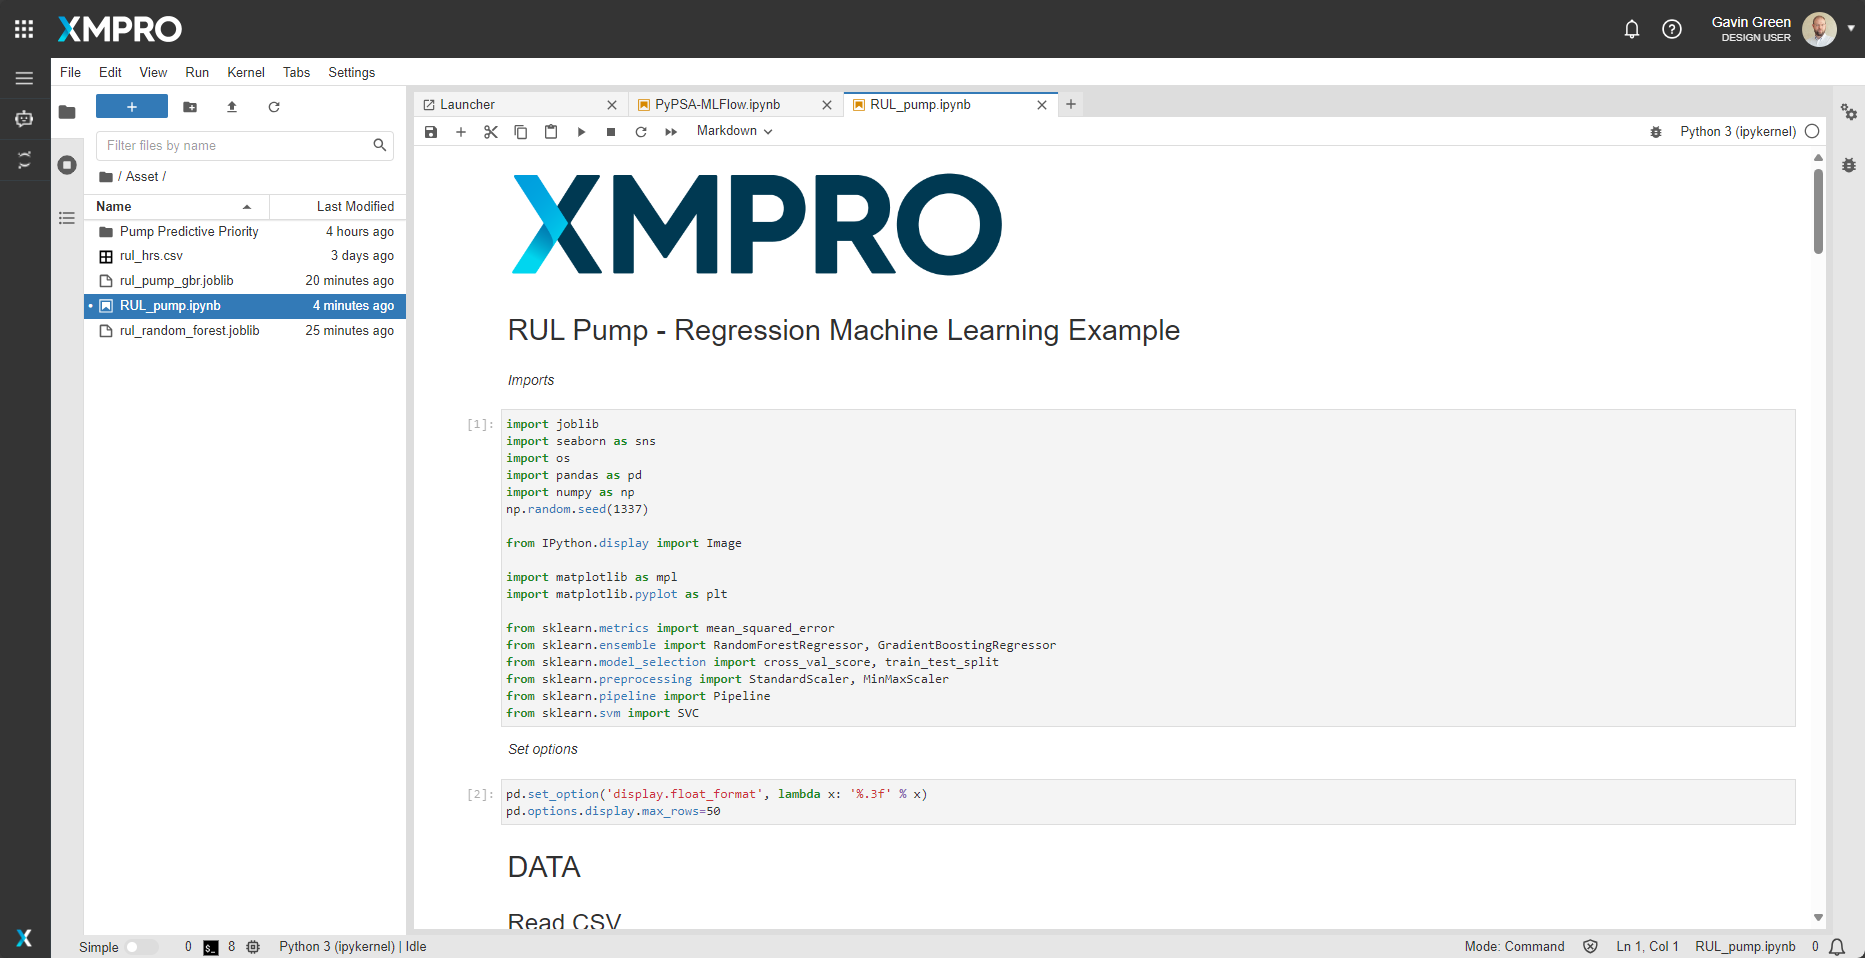 XMPRO
Gavin Green
DESIGN USER
File Edit View Run Kernel Tabs Settings
Filter files by name
/ Asset /
Name Last Modified
Pump Predictive Priority 4 hours ago
rul_hrs.csv 3 days ago
rul_pump_gbr.joblib 20 minutes ago
RUL_pump.ipynb 4 minutes ago
rul_random_forest.joblib 25 minutes ago
Launcher PyPSA-MLFlow.ipynb RUL_pump.ipynb
Markdown Python 3 (ipykernel)
XMPRO
RUL Pump - Regression Machine Learning Example
Imports
[1]:
import joblib
import seaborn as sns
import os
import pandas as pd
import numpy as np
np.random.seed(1337)
from IPython.display import Image
import matplotlib as mpl
import matplotlib.pyplot as plt
from sklearn.metrics import mean_squared_error
from sklearn.ensemble import RandomForestRegressor, GradientBoostingRegressor
from sklearn.model_selection import cross_val_score, train_test_split
from sklearn.preprocessing import StandardScaler, MinMaxScaler
from sklearn.pipeline import Pipeline
from sklearn.svm import SVC
Set options
[2]:
pd.set_option('display.float_format', lambda x: '%.3f' % x)
pd.options.display.max_rows=50
DATA
Read CSV
Simple 0 $_ 8 Python 3 (ipykernel) | Idle Mode: Command Ln 1, Col 1 RUL_pump.ipynb 0